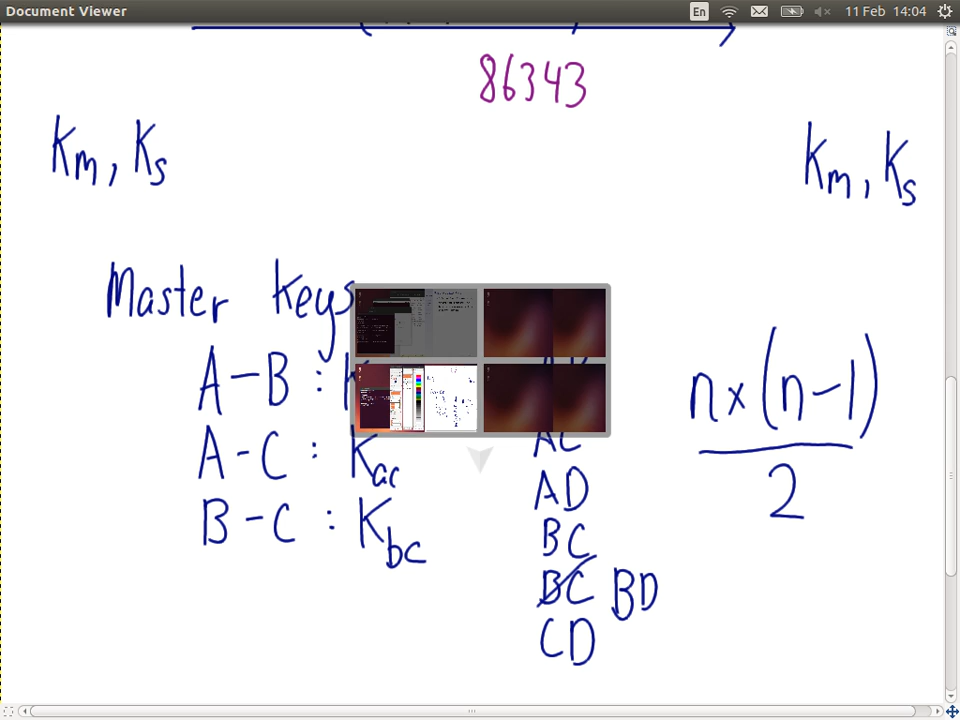 Document Viewer En 11 Feb 14:04
86343
Km, Ks Km, Ks
Master Keys
A-B : K
n×(n-1)
2
A-C : Kac AC
AD
B-C : Kbc BC
BC BD
CD